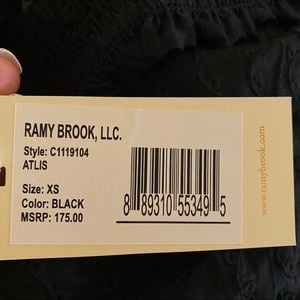 RAMY BROOK, LLC.
Style: C1119104
ATLIS
Size: XS
Color: BLACK
MSRP: 175.00
8 89310 55349 5
www.ramybrook.com